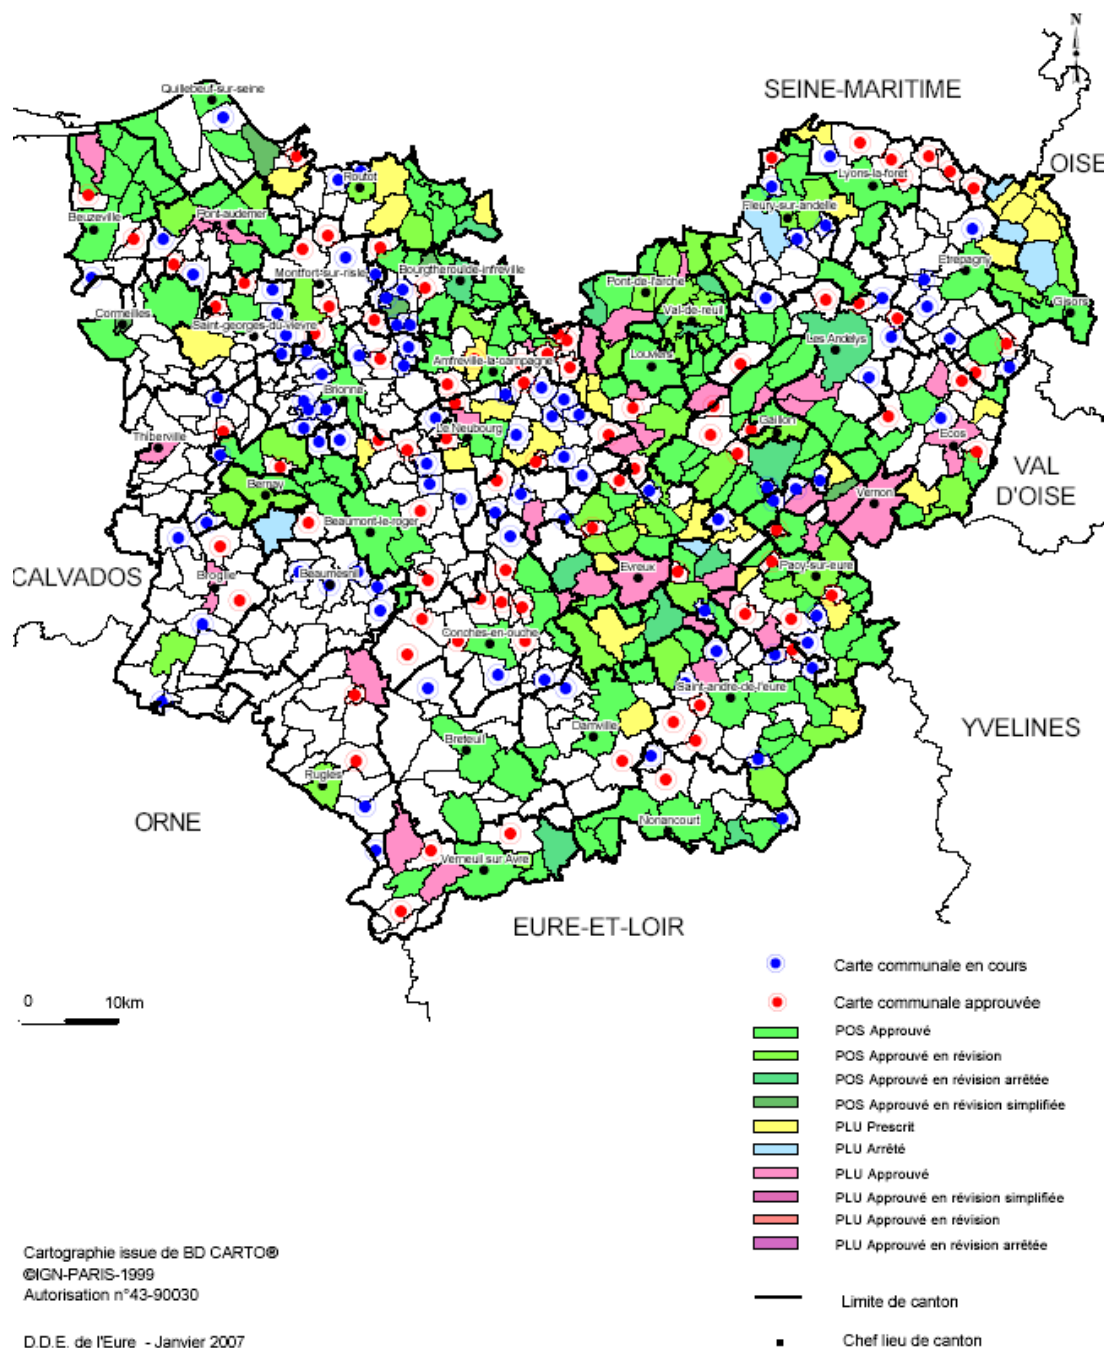 N
SEINE-MARITIME
Quillebeuf-sur-seine
OISE
Routot
Lyons-la-foret
Fleury-sur-andelle
Beuzeville
Pont-audemer
Etrepagny
Montfort-sur-risle
Bourgtheroulde-infreville
Pont-de-l'arche
Gisors
Cormeilles
Val-de-reuil
Saint-georges-du-vievre
Les Andelys
Amfreville-la-campagne
Louviers
Brionne
Thiberville
Le Neubourg
Gaillon
Ecos
VAL
D'OISE
Bernay
Vernon
Beaumont-le-roger
CALVADOS
Broglie
Beaumesnil
Evreux
Pacy-sur-eure
Conches-en-ouche
Saint-andre-de-l'eure
YVELINES
Damville
Breteuil
Rugles
ORNE
Nonancourt
Verneuil sur Avre
EURE-ET-LOIR
Carte communale en cours
0 10km
Carte communale approuvée
POS Approuvé
POS Approuvé en révision
POS Approuvé en révision arrêtée
POS Approuvé en révision simplifiée
PLU Prescrit
PLU Arrêté
PLU Approuvé
PLU Approuvé en révision simplifiée
PLU Approuvé en révision
PLU Approuvé en révision arrêtée
Cartographie issue de BD CARTO®
©IGN-PARIS-1999
Autorisation n°43-90030
Limite de canton
D.D.E. de l'Eure - Janvier 2007
Chef lieu de canton